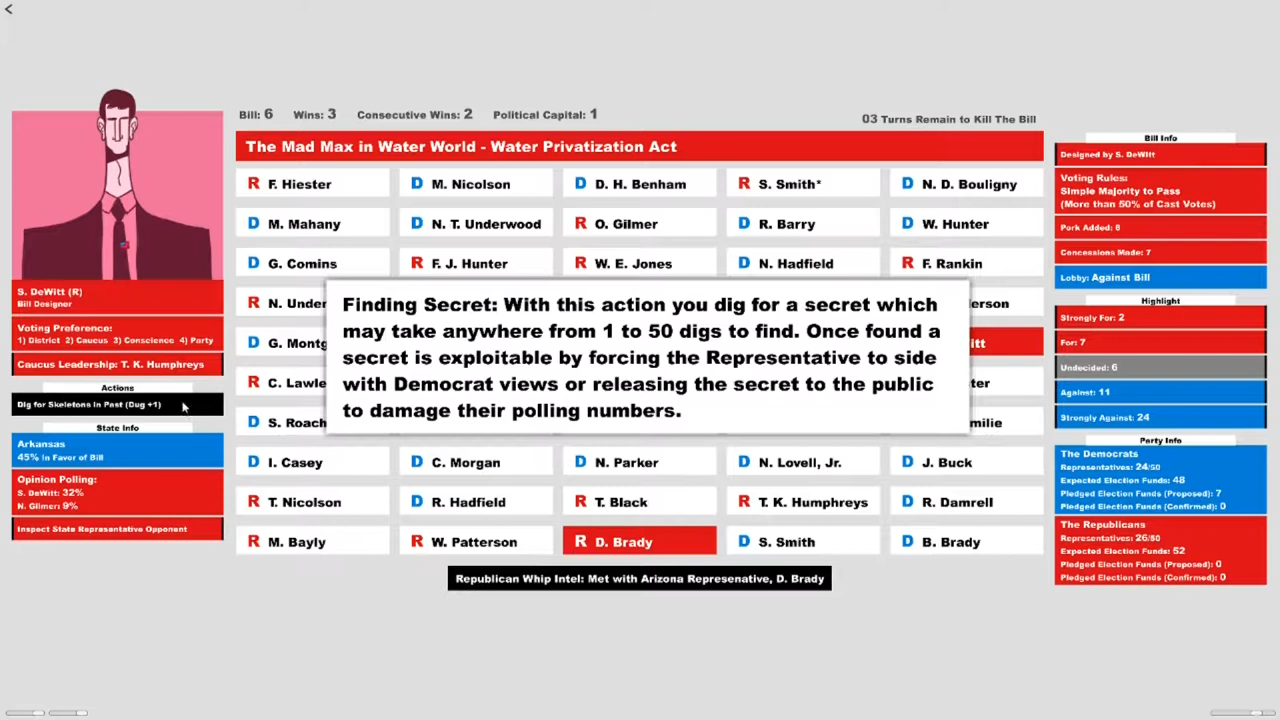 Bill: 6 Wins: 3 Consecutive Wins: 2 Political Capital: 1
03 Turns Remain to Kill The Bill
The Mad Max in Water World - Water Privatization Act
R F. Hiester D M. Nicolson D D. H. Benham R S. Smith* D N. D. Bouligny
D M. Mahany D N. T. Underwood R O. Gilmer D R. Barry D W. Hunter
D G. Comins R F. J. Hunter R W. E. Jones D N. Hadfield R F. Rankin
R N. Under
erson
D G. Montg
itt
R C. Lawle
ter
D S. Roach
milie
D I. Casey D C. Morgan D N. Parker D N. Lovell, Jr. D J. Buck
R T. Nicolson D R. Hadfield R T. Black R T. K. Humphreys D R. Damrell
R M. Bayly R W. Patterson R D. Brady D S. Smith D B. Brady
Finding Secret: With this action you dig for a secret which
may take anywhere from 1 to 50 digs to find. Once found a
secret is exploitable by forcing the Representative to side
with Democrat views or releasing the secret to the public
to damage their polling numbers.
Republican Whip Intel: Met with Arizona Represenative, D. Brady
S. DeWitt (R)
Bill Designer
Voting Preference:
1) District 2) Caucus 3) Conscience 4) Party
Caucus Leadership: T. K. Humphreys
Actions
Dig for Skeletons in Past (Dug +1)
State Info
Arkansas
45% in Favor of Bill
Opinion Polling:
S. DeWitt: 32%
N. Gilmer: 9%
Inspect State Representative Opponent
Bill Info
Designed by S. DeWitt
Voting Rules:
Simple Majority to Pass
(More than 50% of Cast Votes)
Pork Added: 8
Concessions Made: 7
Lobby: Against Bill
Highlight
Strongly For: 2
For: 7
Undecided: 6
Against: 11
Strongly Against: 24
Party Info
The Democrats
Representatives: 24/50
Expected Election Funds: 48
Pledged Election Funds (Proposed): 7
Pledged Election Funds (Confirmed): 0
The Republicans
Representatives: 26/50
Expected Election Funds: 52
Pledged Election Funds (Proposed): 0
Pledged Election Funds (Confirmed): 0